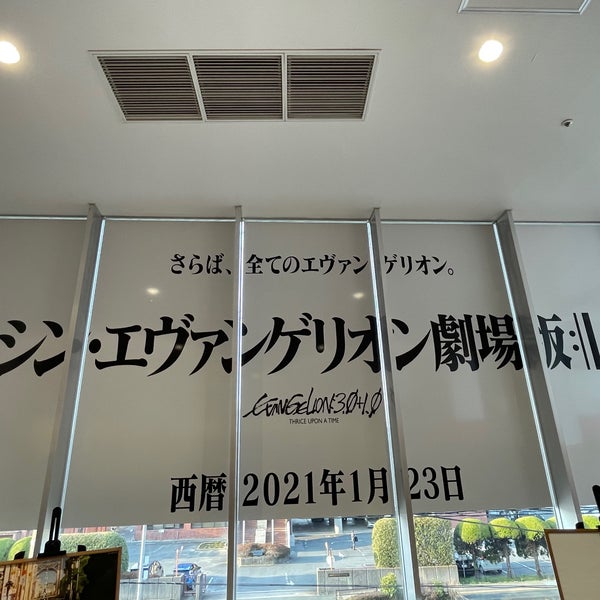 さらば、全てのエヴァンゲリオン。
シン・エヴァンゲリオン劇場版:||
EVANGELION:3.0+1.0
THRICE UPON A TIME
西暦 2021年1月23日